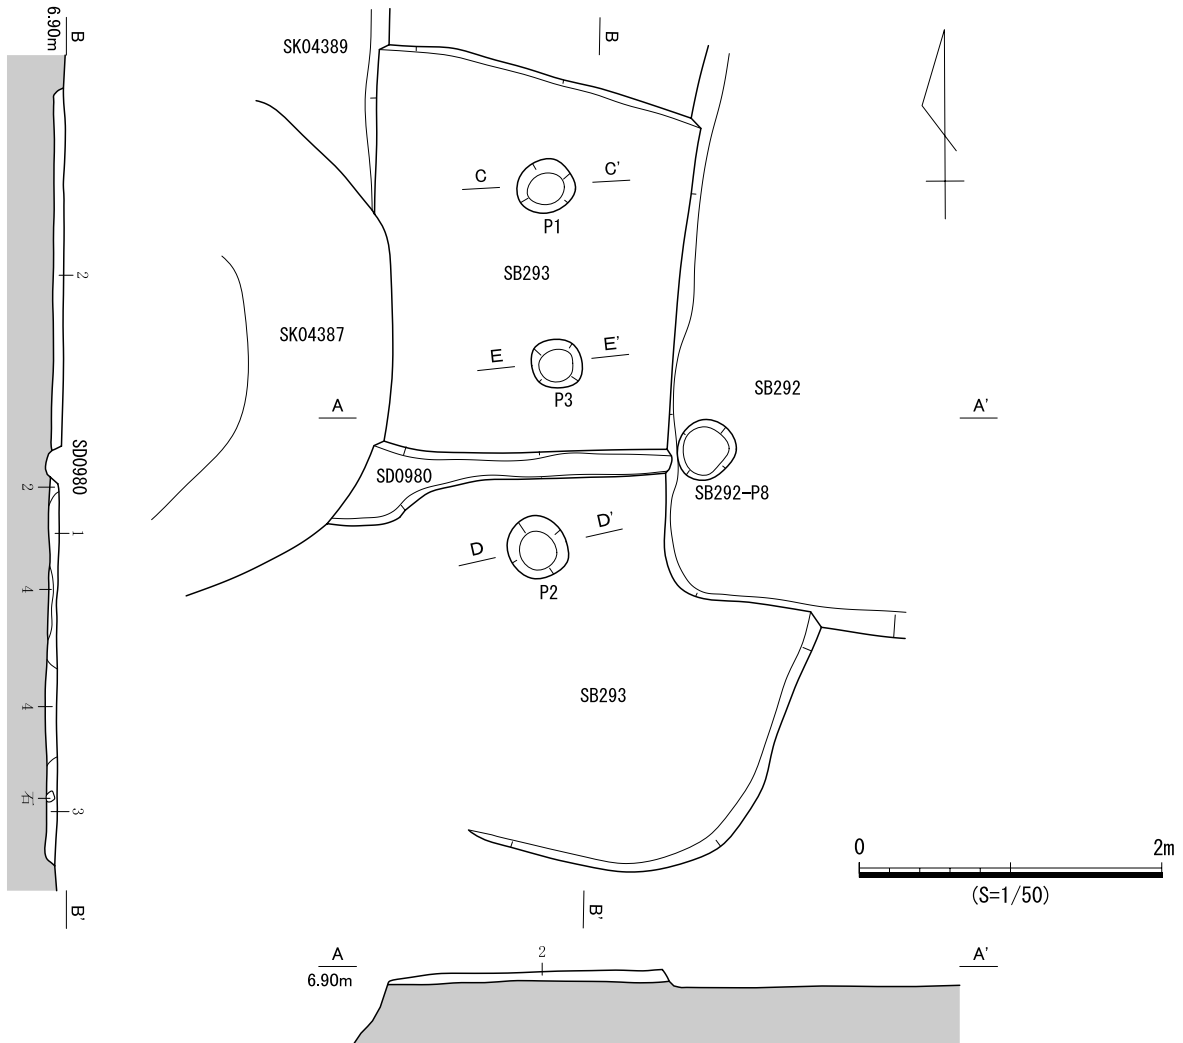 B
6.90m
SK04389
B
C
C'
P1
2
SB293
SK04387
E
E'
P3
SB292
A
A'
SD0980
SD0980
2
SB292-P8
1
D
D'
4
P2
SB293
4
石
3
0
2m
(S=1/50)
B'
B'
A
2
A'
6.90m